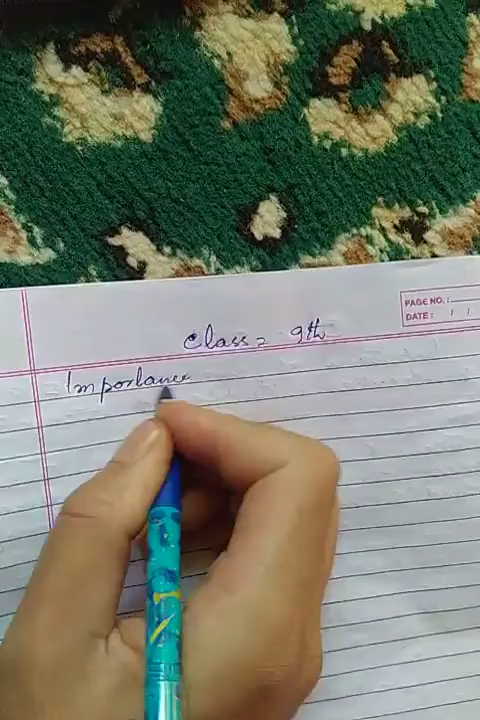 PAGE NO.:
DATE: / /
Class = 9th
Importance